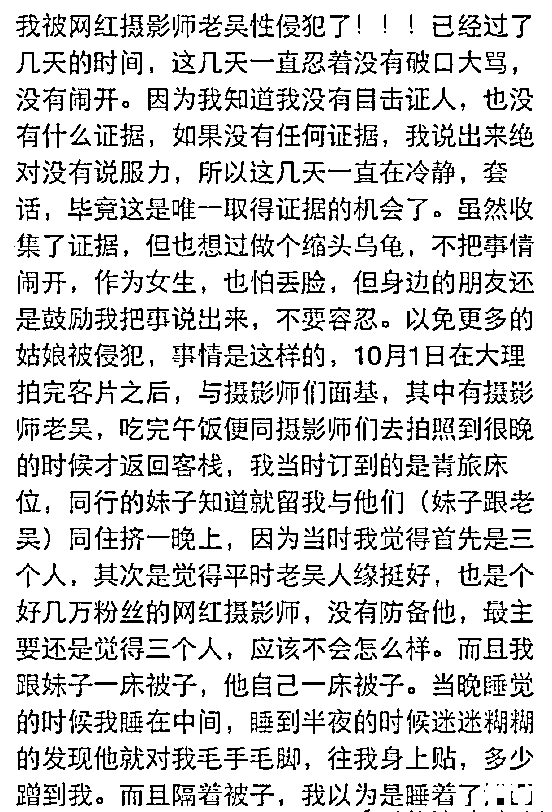 我被网红摄影师老吴性侵犯了！！！已经过了
几天的时间，这几天一直忍着没有破口大骂，
没有闹开。因为我知道我没有目击证人，也没
有什么证据，如果没有任何证据，我说出来绝
对没有说服力，所以这几天一直在冷静，套
话，毕竟这是唯一取得证据的机会了。虽然收
集了证据，但也想过做个缩头乌龟，不把事情
闹开，作为女生，也怕丢脸，但身边的朋友还
是鼓励我把事说出来，不要容忍。以免更多的
姑娘被侵犯，事情是这样的，10月1日在大理
拍完客片之后，与摄影师们面基，其中有摄影
师老吴，吃完午饭便同摄影师们去拍照到很晚
的时候才返回客栈，我当时订到的是青旅床
位，同行的妹子知道就留我与他们（妹子跟老
吴）同住挤一晚上，因为当时我觉得首先是三
个人，其次是觉得平时老吴人缘挺好，也是个
好几万粉丝的网红摄影师，没有防备他，最主
要还是觉得三个人，应该不会怎么样。而且我
跟妹子一床被子，他自己一床被子。当晚睡觉
的时候我睡在中间，睡到半夜的时候迷迷糊糊
的发现他就对我毛手毛脚，往我身上贴，多少
蹭到我。而且隔着被子，我以为是睡着了